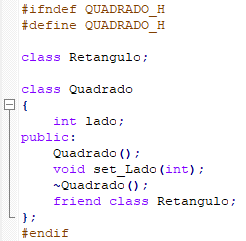 #ifndef QUADRADO_H
#define QUADRADO_H
class Retangulo;
class Quadrado
{
int lado;
public:
Quadrado();
void set_Lado(int);
~Quadrado();
friend class Retangulo;
};
#endif